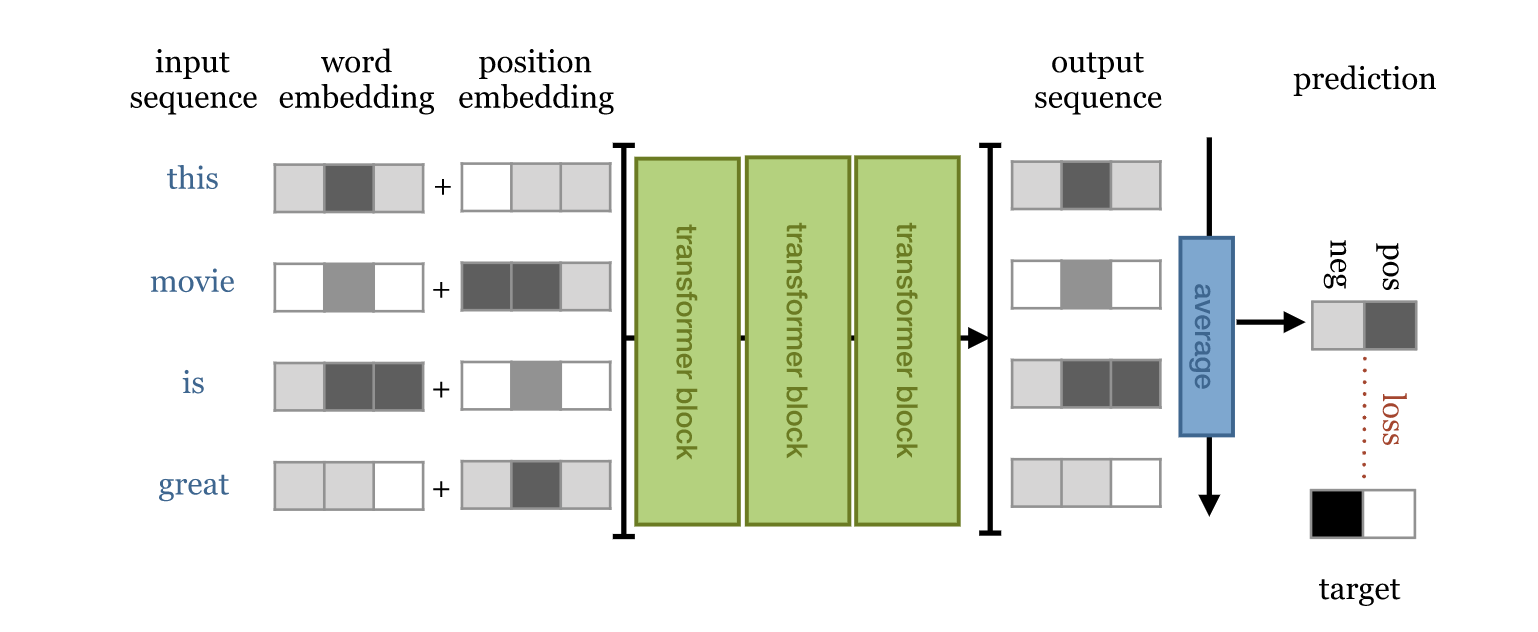 input
sequence
word
embedding
position
embedding
output
sequence
prediction
this
+
movie
+
is
+
great
+
transformer block
transformer block
transformer block
average
neg
pos
loss
target